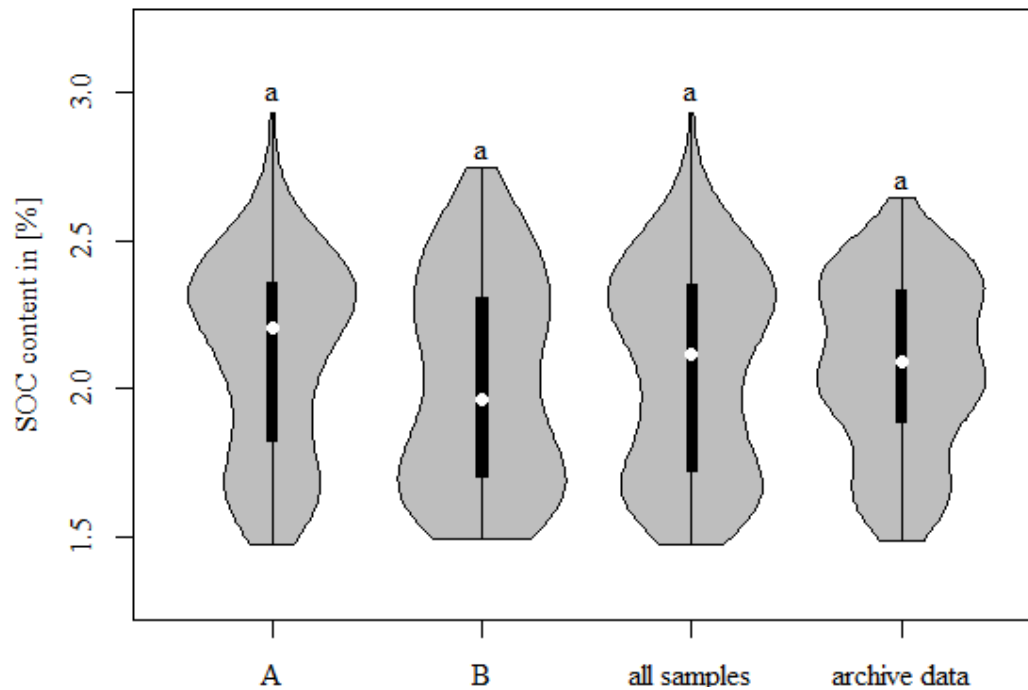 a
a
a
a
SOC content in [%]
3.0
2.5
2.0
1.5
A
B
all samples
archive data